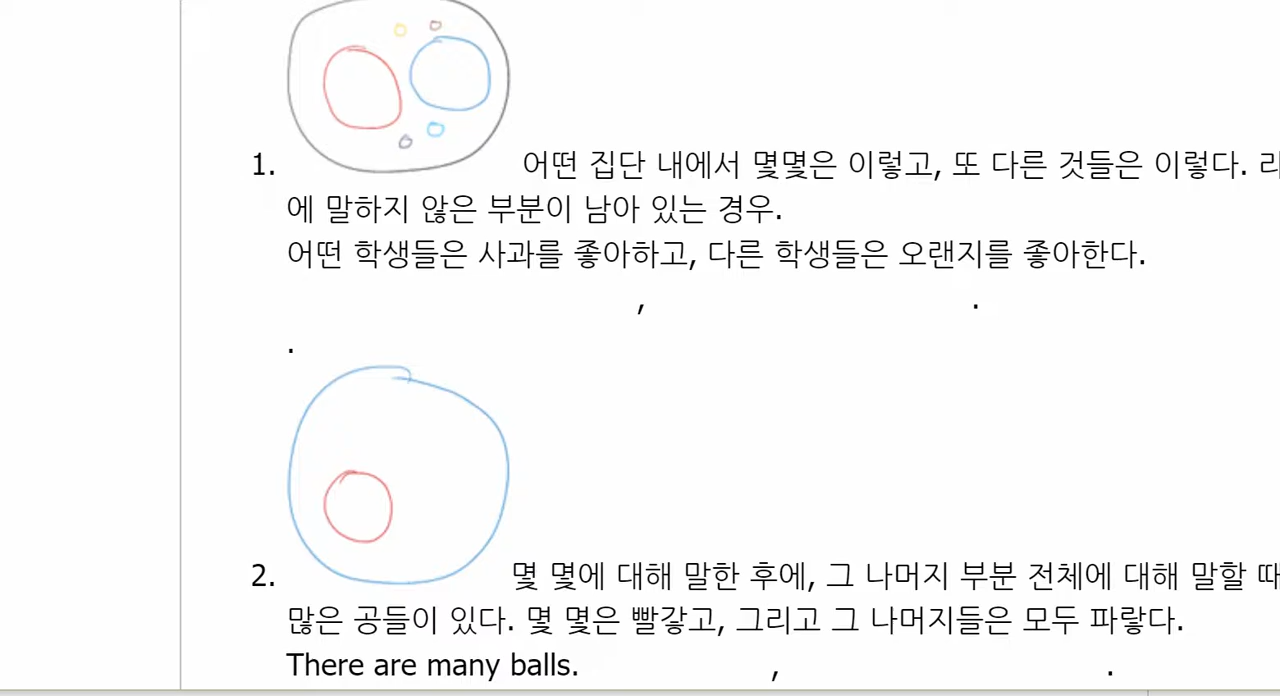 1. 어떤 집단 내에서 몇몇은 이렇고, 또 다른 것들은 이렇다.
에 말하지 않은 부분이 남아 있는 경우.
어떤 학생들은 사과를 좋아하고, 다른 학생들은 오랜지를 좋아한다.
, .
.
2. 몇 몇에 대해 말한 후에, 그 나머지 부분 전체에 대해 말할 때
많은 공들이 있다. 몇 몇은 빨갛고, 그리고 그 나머지들은 모두 파랗다.
There are many balls. , .